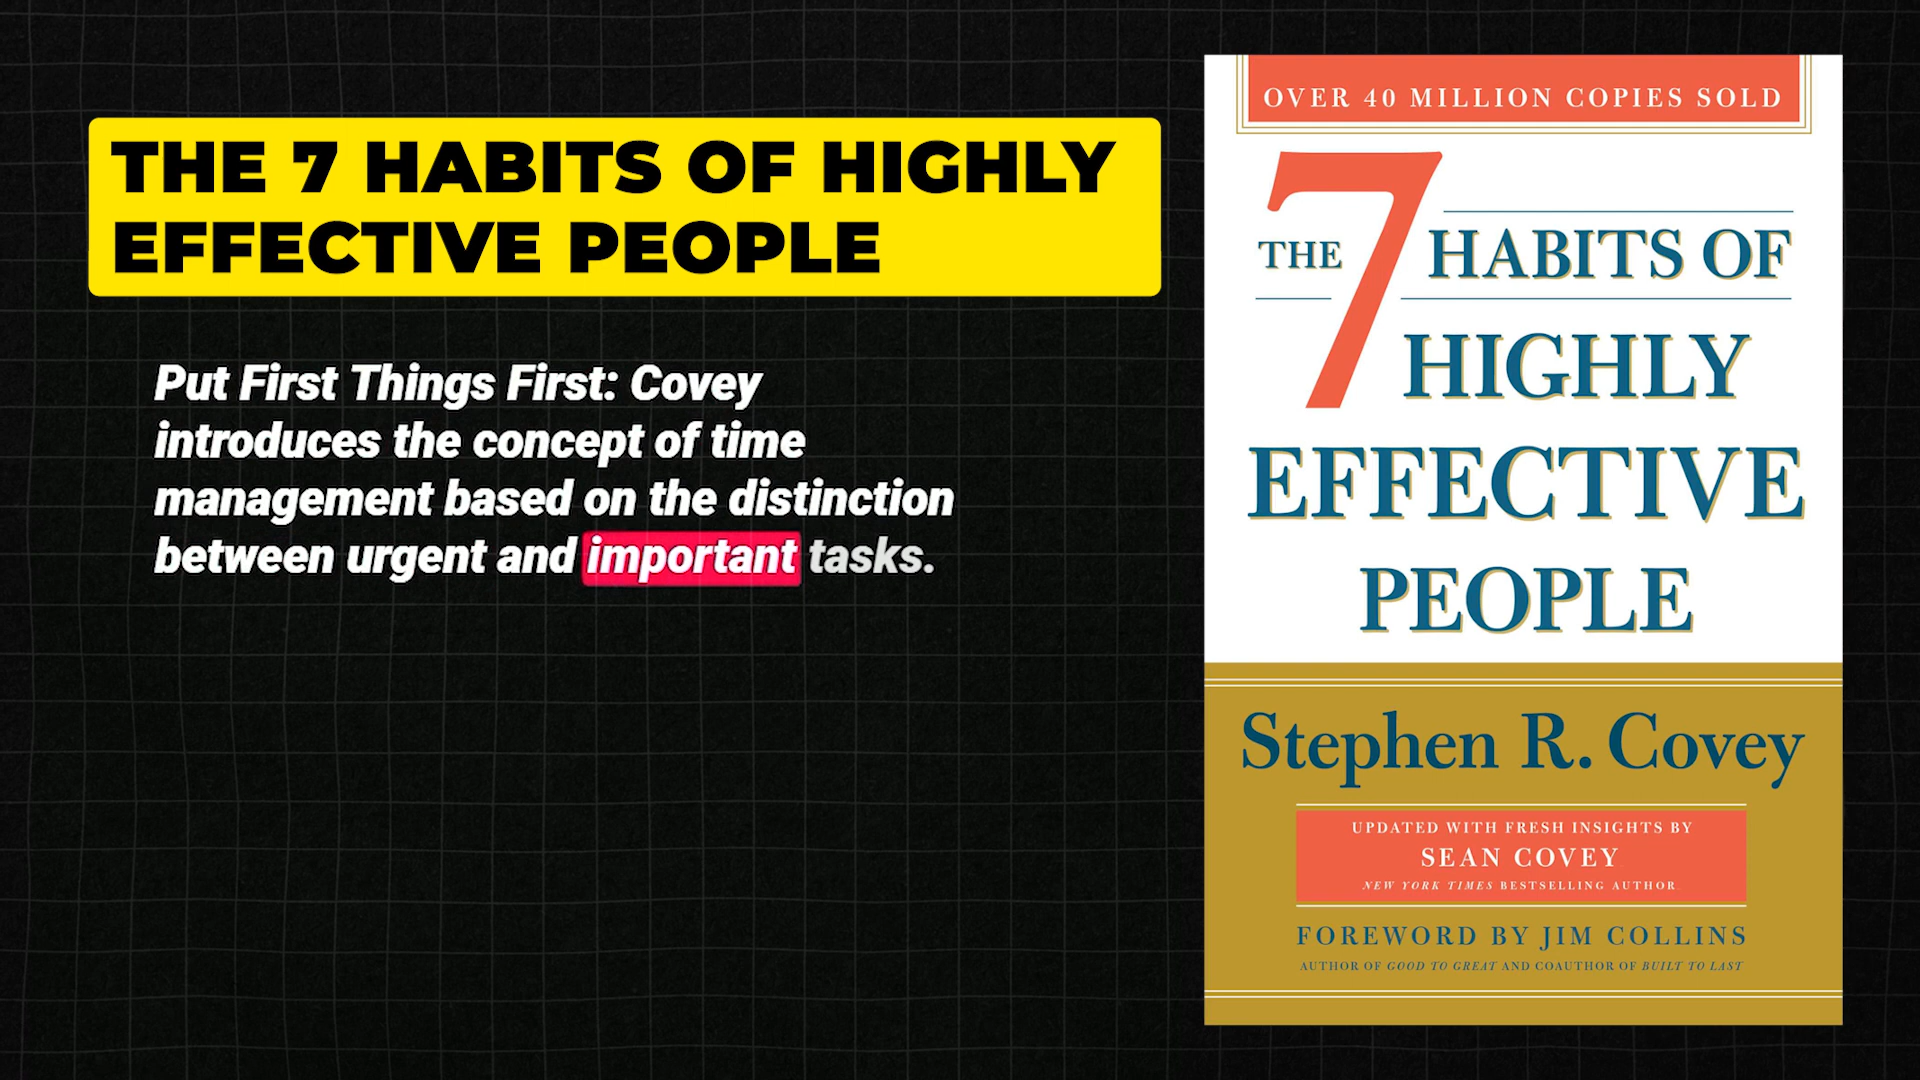 THE 7 HABITS OF HIGHLY
EFFECTIVE PEOPLE
Put First Things First: Covey
introduces the concept of time
management based on the distinction
between urgent and important tasks.
OVER 40 MILLION COPIES SOLD
THE 7 HABITS OF
HIGHLY
EFFECTIVE
PEOPLE
Stephen R. Covey
UPDATED WITH FRESH INSIGHTS BY
SEAN COVEY
NEW YORK TIMES BESTSELLING AUTHOR
FOREWORD BY JIM COLLINS
AUTHOR OF GOOD TO GREAT AND COAUTHOR OF BUILT TO LAST